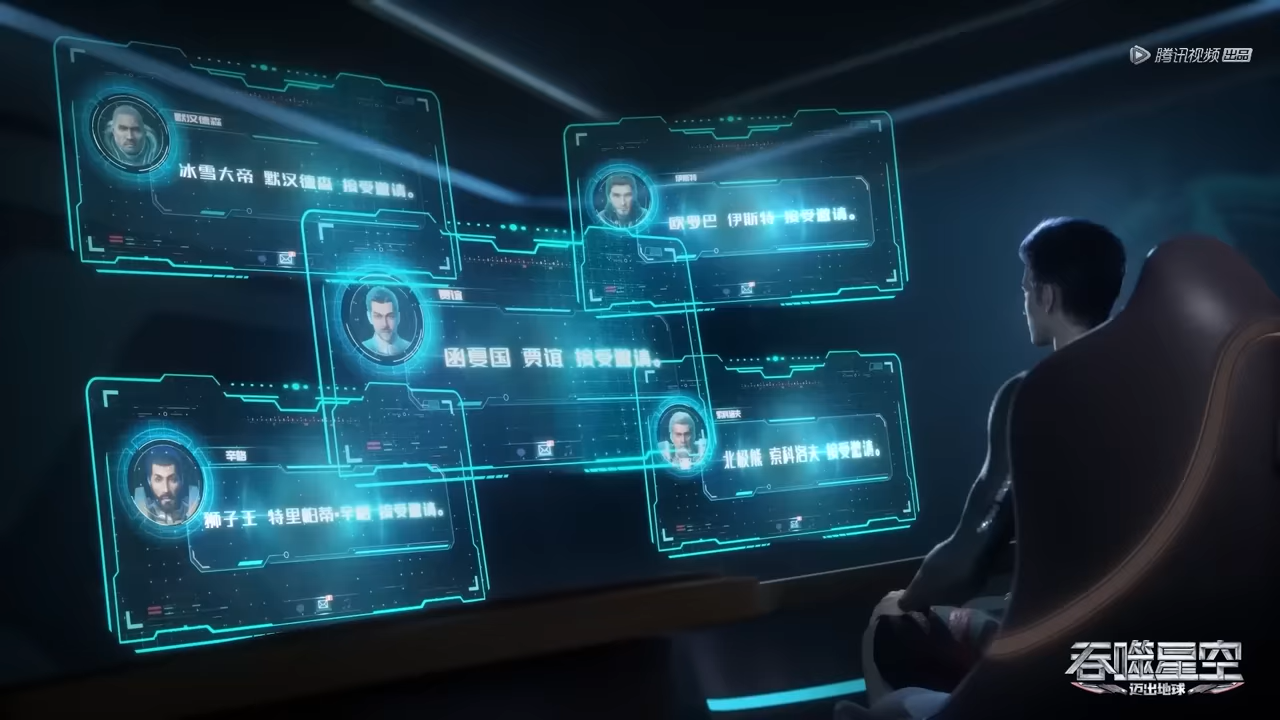 腾讯视频 出品
默汉德森
冰雪大帝 默汉德森 接受邀请。
伊斯特
欧罗巴 伊斯特 接受邀请。
贾谊
函夏国 贾谊 接受邀请。
索科洛夫
北极熊 索科洛夫 接受邀请。
辛格
狮子王 特里帕蒂·辛格 接受邀请。
吞噬星空
迈出地球